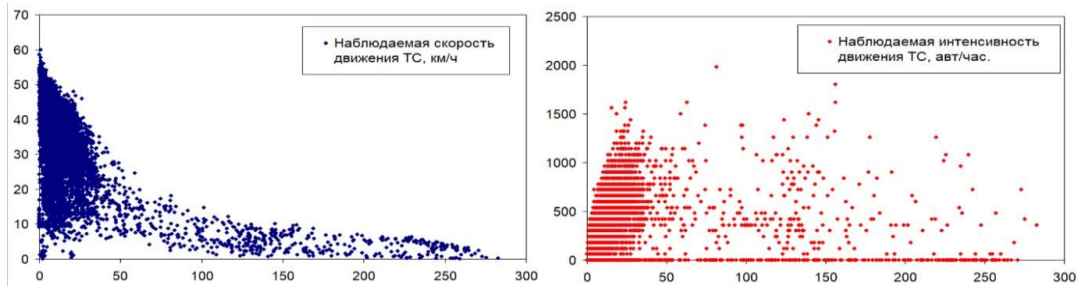 70
60
50
40
30
20
10
0
Наблюдаемая скорость
движения ТС, км/ч
0 50 100 150 200 250 300
2500
2000
1500
1000
500
0
Наблюдаемая интенсивность
движения ТС, авт/час.
0 50 100 150 200 250 300